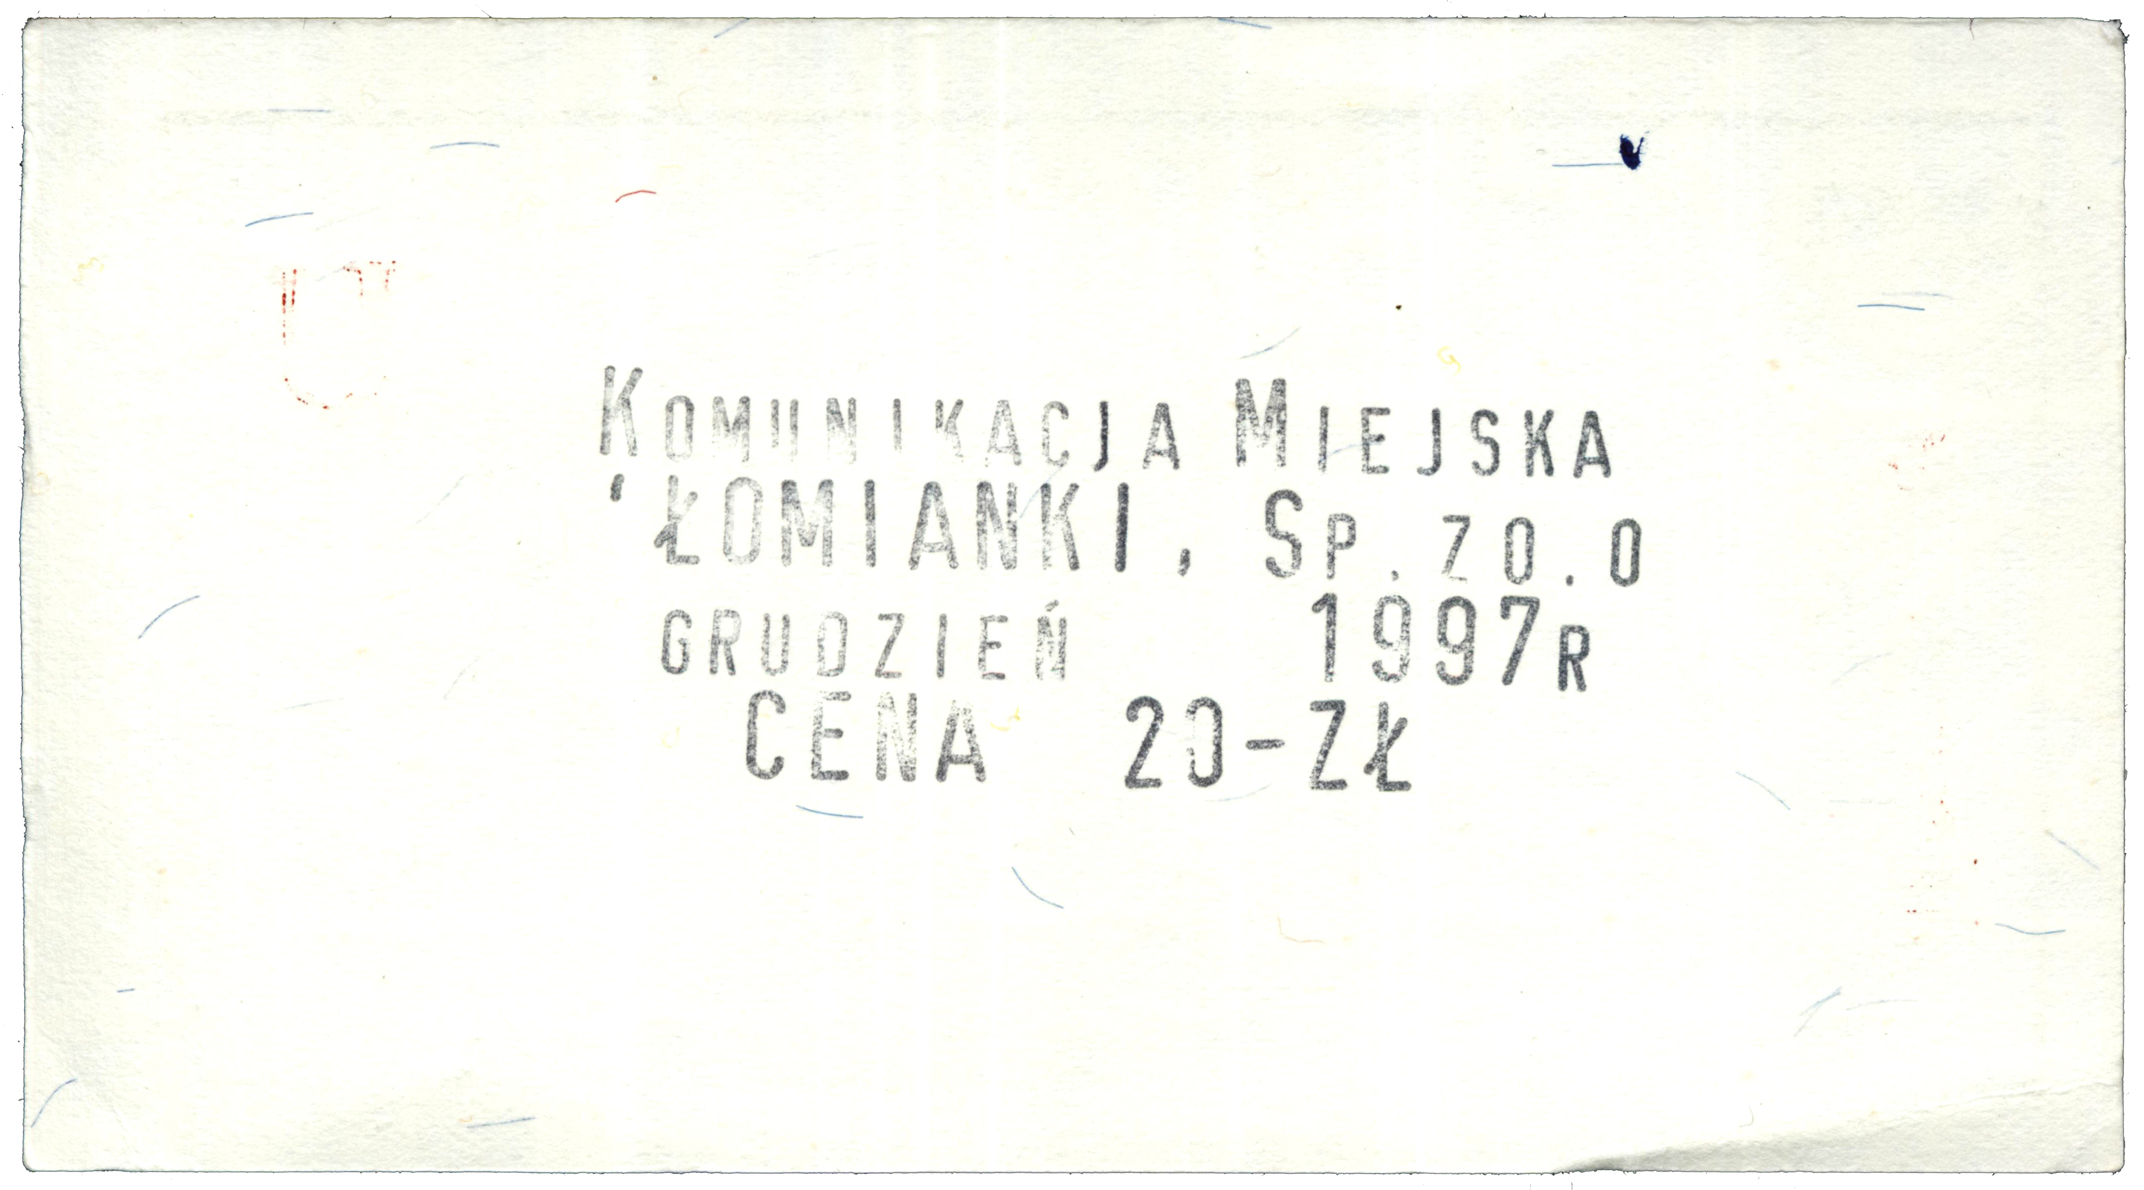 Komunikacja Miejska
‘ŁOMIANKI, Sp. zo.o
grudzień 1997r
CENA 20-ZŁ